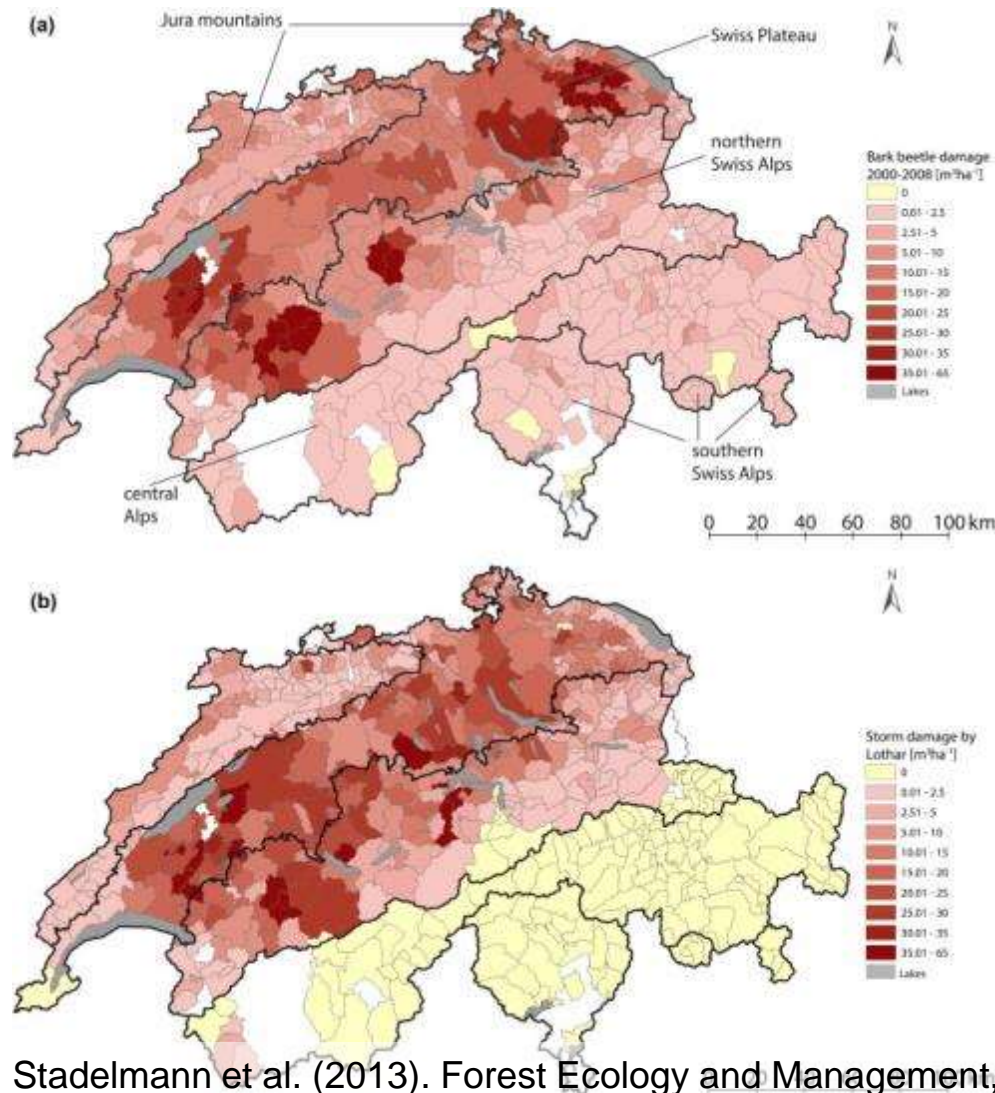 (a)
Jura mountains
Swiss Plateau
N
northern
Swiss Alps
Bark beetle damage
2000-2008 [m³ha⁻¹]
0
0.01 - 2.5
2.51 - 5
5.01 - 10
10.01 - 15
15.01 - 20
20.01 - 25
25.01 - 30
30.01 - 35
35.01 - 65
Lakes
southern
Swiss Alps
central
Alps
0 20 40 60 80 100 km
(b)
N
Storm damage by
Lothar [m³ha⁻¹]
0
0.01 - 2.5
2.51 - 5
5.01 - 10
10.01 - 15
15.01 - 20
20.01 - 25
25.01 - 30
30.01 - 35
35.01 - 65
Lakes
Stadelmann et al. (2013). Forest Ecology and Management,